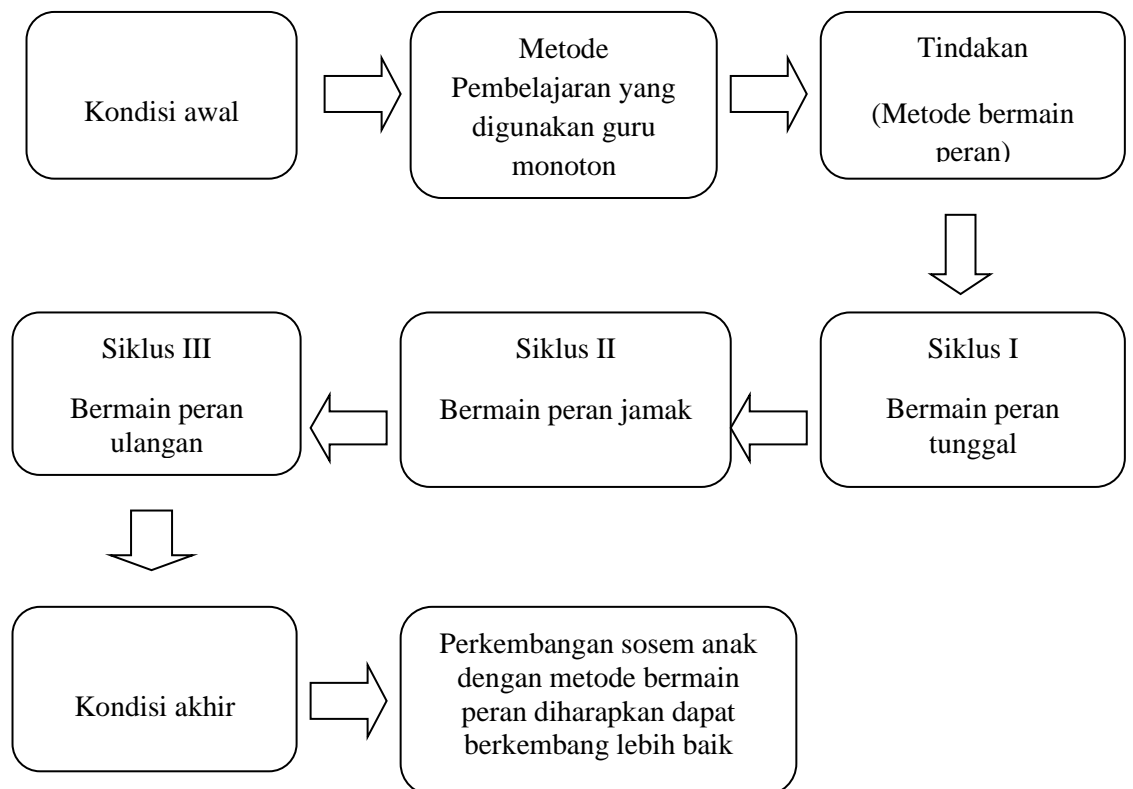 Kondisi awal
Metode
Pembelajaran yang
digunakan guru
monoton
Tindakan
(Metode bermain
peran)
Siklus I
Bermain peran
tunggal
Siklus II
Bermain peran jamak
Siklus III
Bermain peran
ulangan
Kondisi akhir
Perkembangan sosem anak
dengan metode bermain
peran diharapkan dapat
berkembang lebih baik